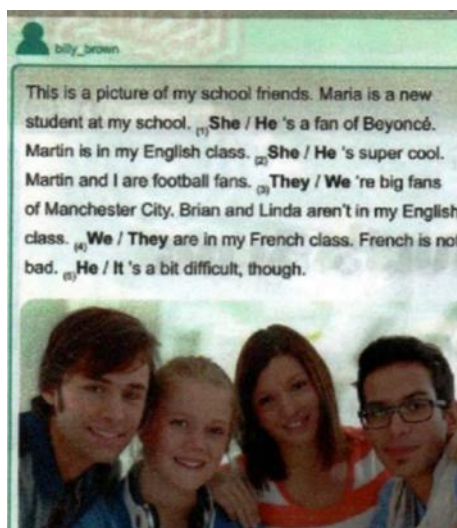 billy_brown
This is a picture of my school friends. Maria is a new
student at my school. (1)She / He 's a fan of Beyoncé.
Martin is in my English class. (2)She / He 's super cool.
Martin and I are football fans. (3)They / We 're big fans
of Manchester City. Brian and Linda aren't in my English
class. (4)We / They are in my French class. French is not
bad. (5)He / It 's a bit difficult, though.